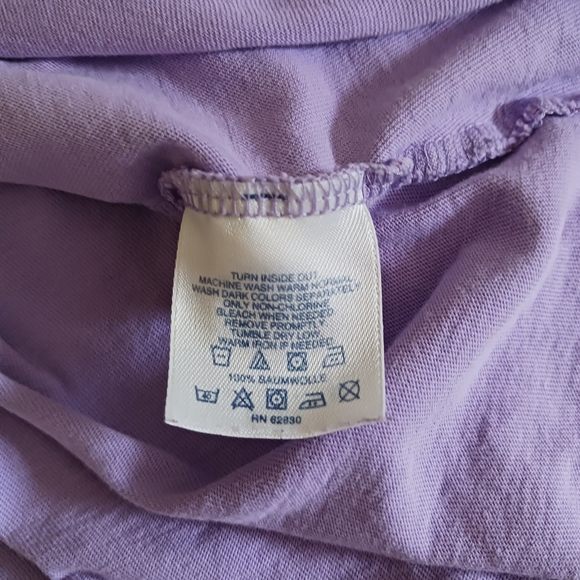 TURN INSIDE OUT
MACHINE WASH WARM NORMAL
WASH DARK COLORS SEPARATELY
ONLY NON-CHLORINE
BLEACH WHEN NEEDED
REMOVE PROMPTLY
TUMBLE DRY LOW
WARM IRON IF NEEDED
100% BAUMWOLLE
40
RN 62830